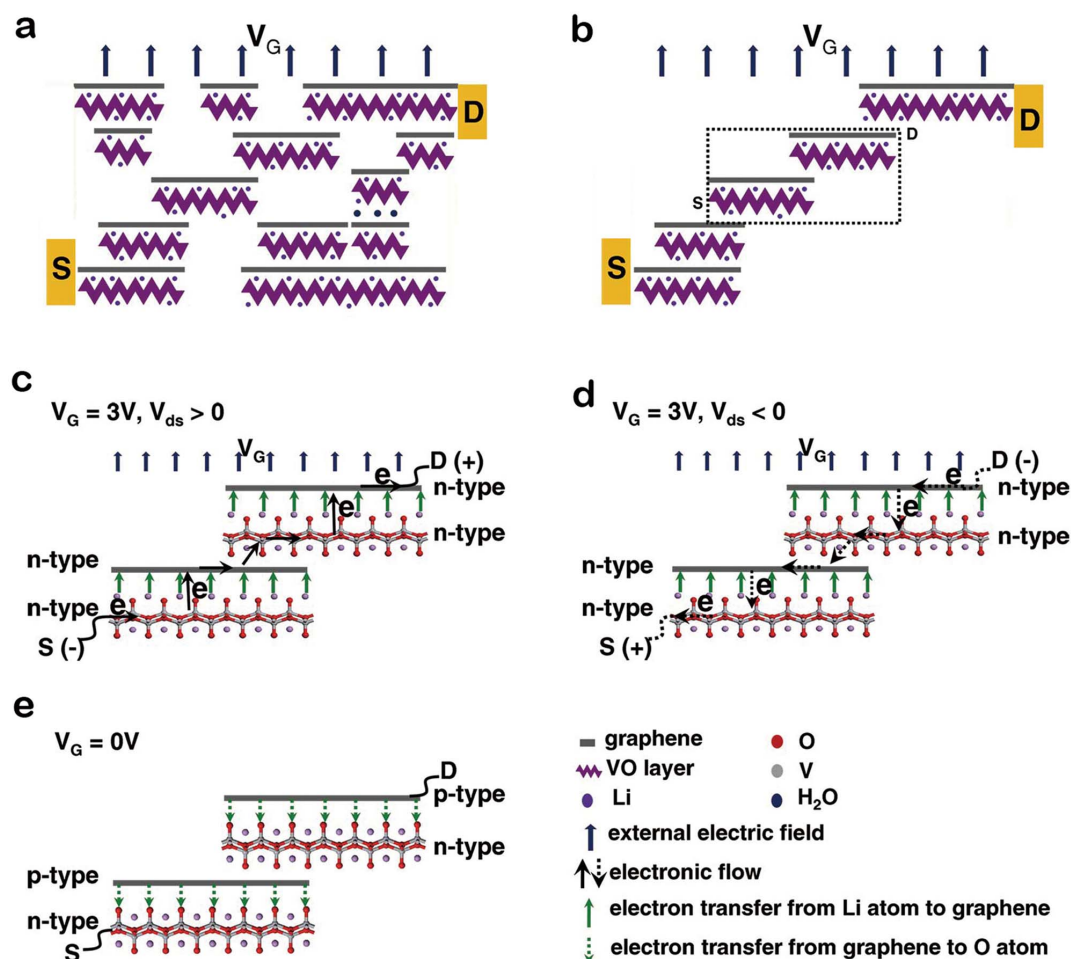 a
V_G
D
S
b
V_G
D
D
S
S
c
V_G = 3V, V_ds > 0
V_G
D (+)
e
n-type
e
n-type
n-type
e
n-type
e
S (-)
d
V_G = 3V, V_ds < 0
V_G
D (-)
e
n-type
e
n-type
n-type
e
n-type
e
S (+)
e
V_G = 0V
D
p-type
n-type
p-type
n-type
S
graphene
O
VO layer
V
Li
H₂O
external electric field
electronic flow
electron transfer from Li atom to graphene
electron transfer from graphene to O atom